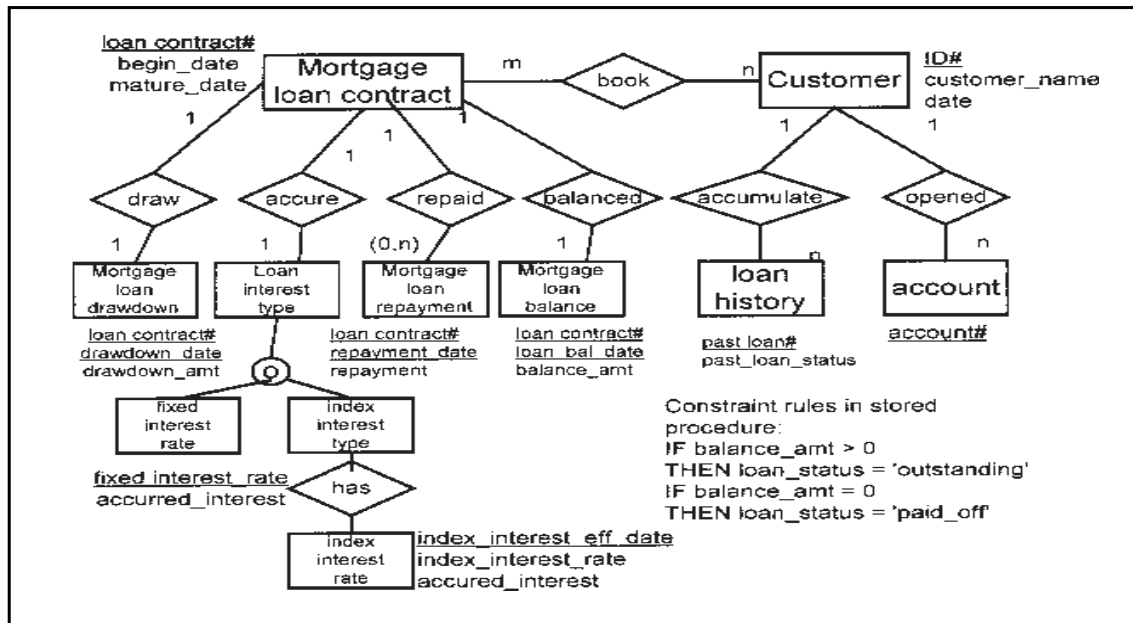 loan contract#
begin_date
mature_date
Mortgage
loan contract
m
book
n
Customer
ID#
customer_name
date
1
1
1
1
1
1
draw
accure
repaid
balanced
accumulate
opened
1
1
(0,n)
1
n
n
Mortgage
loan
drawdown
Loan
interest
type
Mortgage
loan
repayment
Mortgage
loan
balance
loan
history
account
loan contract#
drawdown_date
drawdown_amt
loan contract#
repayment_date
repayment
loan contract#
loan_bal_date
balance_amt
past loan#
past_loan_status
account#
O
fixed
interest
rate
index
interest
type
fixed interest_rate
accurred_interest
has
index
interest
rate
index_interest_eff_date
index_interest_rate
accured_interest
Constraint rules in stored
procedure:
IF balance_amt > 0
THEN loan_status = 'outstanding'
IF balance_amt = 0
THEN loan_status = 'paid_off'